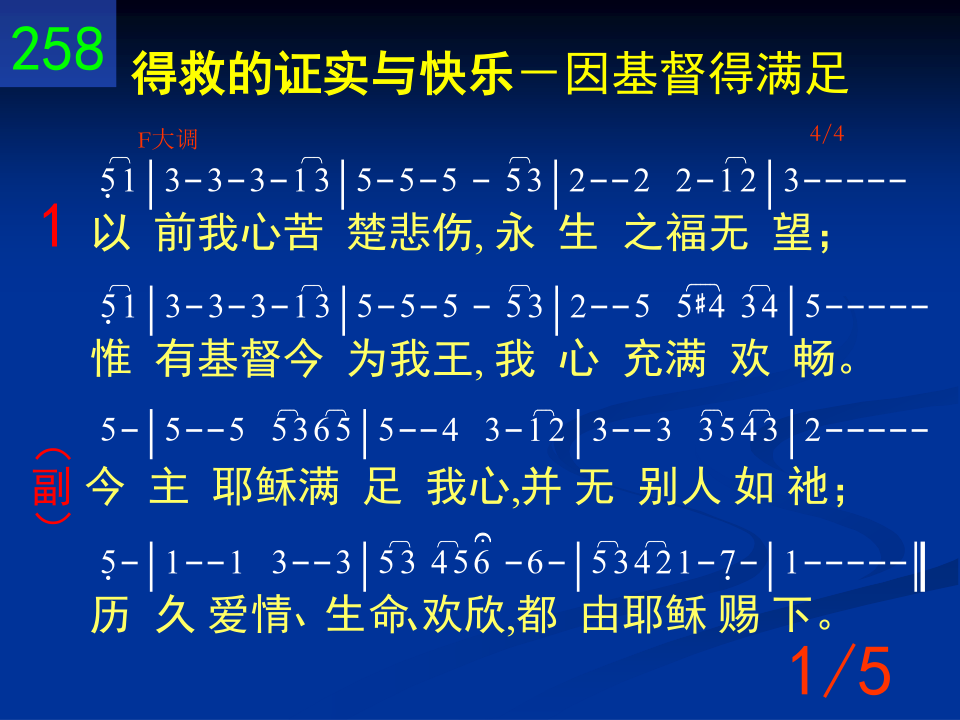 258
得救的证实与快乐－因基督得满足
F大调 4/4
5̣1|3-3-3-13|5-5-5 - 53|2--2 2-12|3-----
1 以 前我心苦 楚悲伤, 永 生 之福无 望；
5̣1|3-3-3-13|5-5-5 - 53|2--5 5#4 34|5-----
惟 有基督今 为我王, 我 心 充满 欢 畅。
5-|5--5 5365|5--4 3-12|3--3 3543|2-----
（副） 今 主 耶稣满 足 我心,并 无 别人 如 祂；
5̣-|1--1 3--3|53 456 -6-|53421-7̣-|1-----‖
历 久 爱情、生命、欢欣,都 由耶稣 赐 下。
1/5